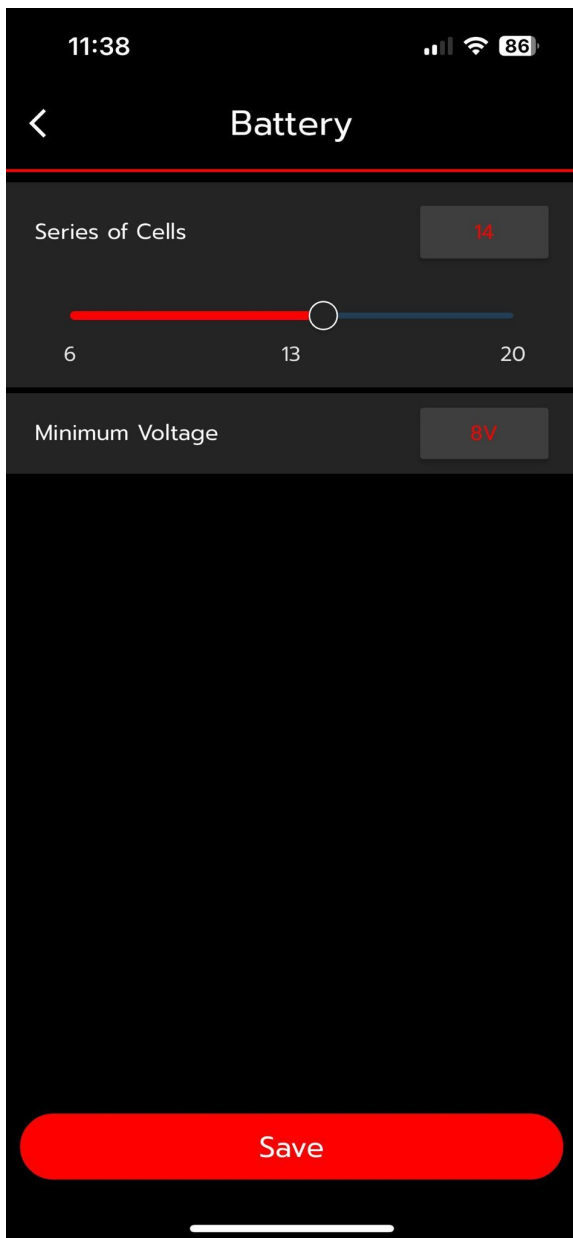 11:38 86
Battery
Series of Cells 14
6 13 20
Minimum Voltage 8V
Save